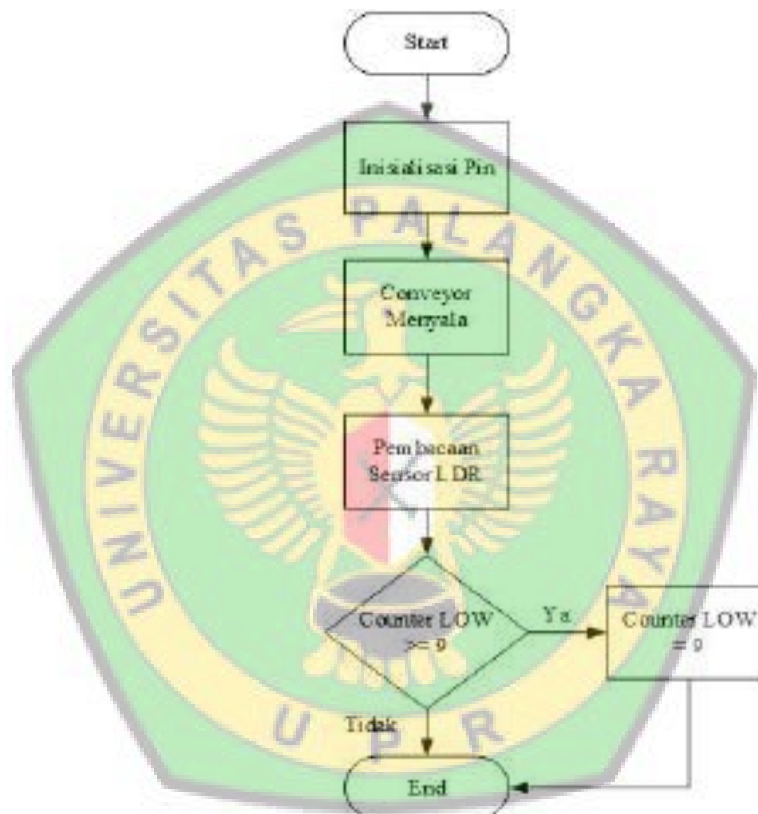 Start
Inisialisasi Pin
Conveyor
Menyala
Pembacaan
Sensor LDR
Counter LOW
>= 9
Ya
Counter LOW
= 9
Tidak
End
UNIVERSITAS PALANGKA RAYA
UPR